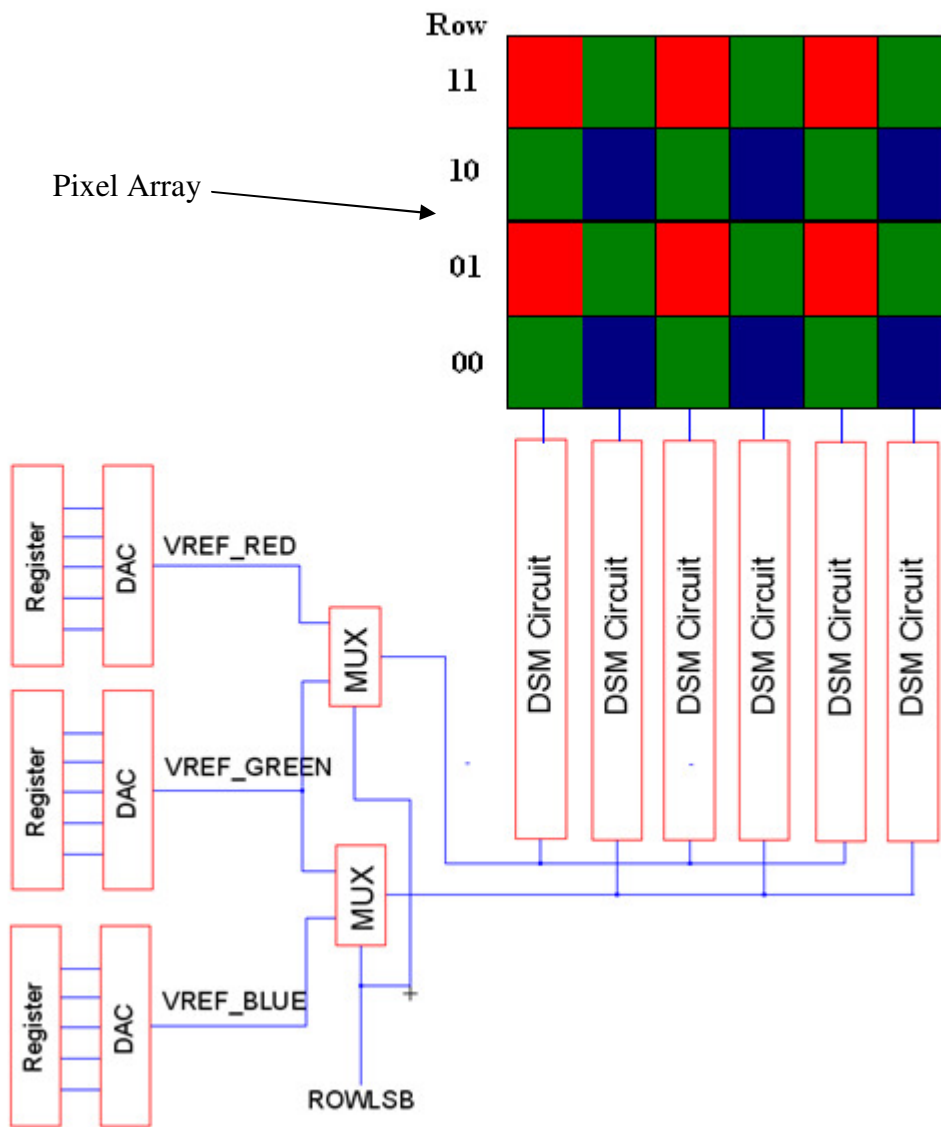 Row
11
10
Pixel Array
01
00
Register
DAC
VREF_RED
MUX
Register
DAC
VREF_GREEN
MUX
Register
DAC
VREF_BLUE
ROWLSB
DSM Circuit
DSM Circuit
DSM Circuit
DSM Circuit
DSM Circuit
DSM Circuit